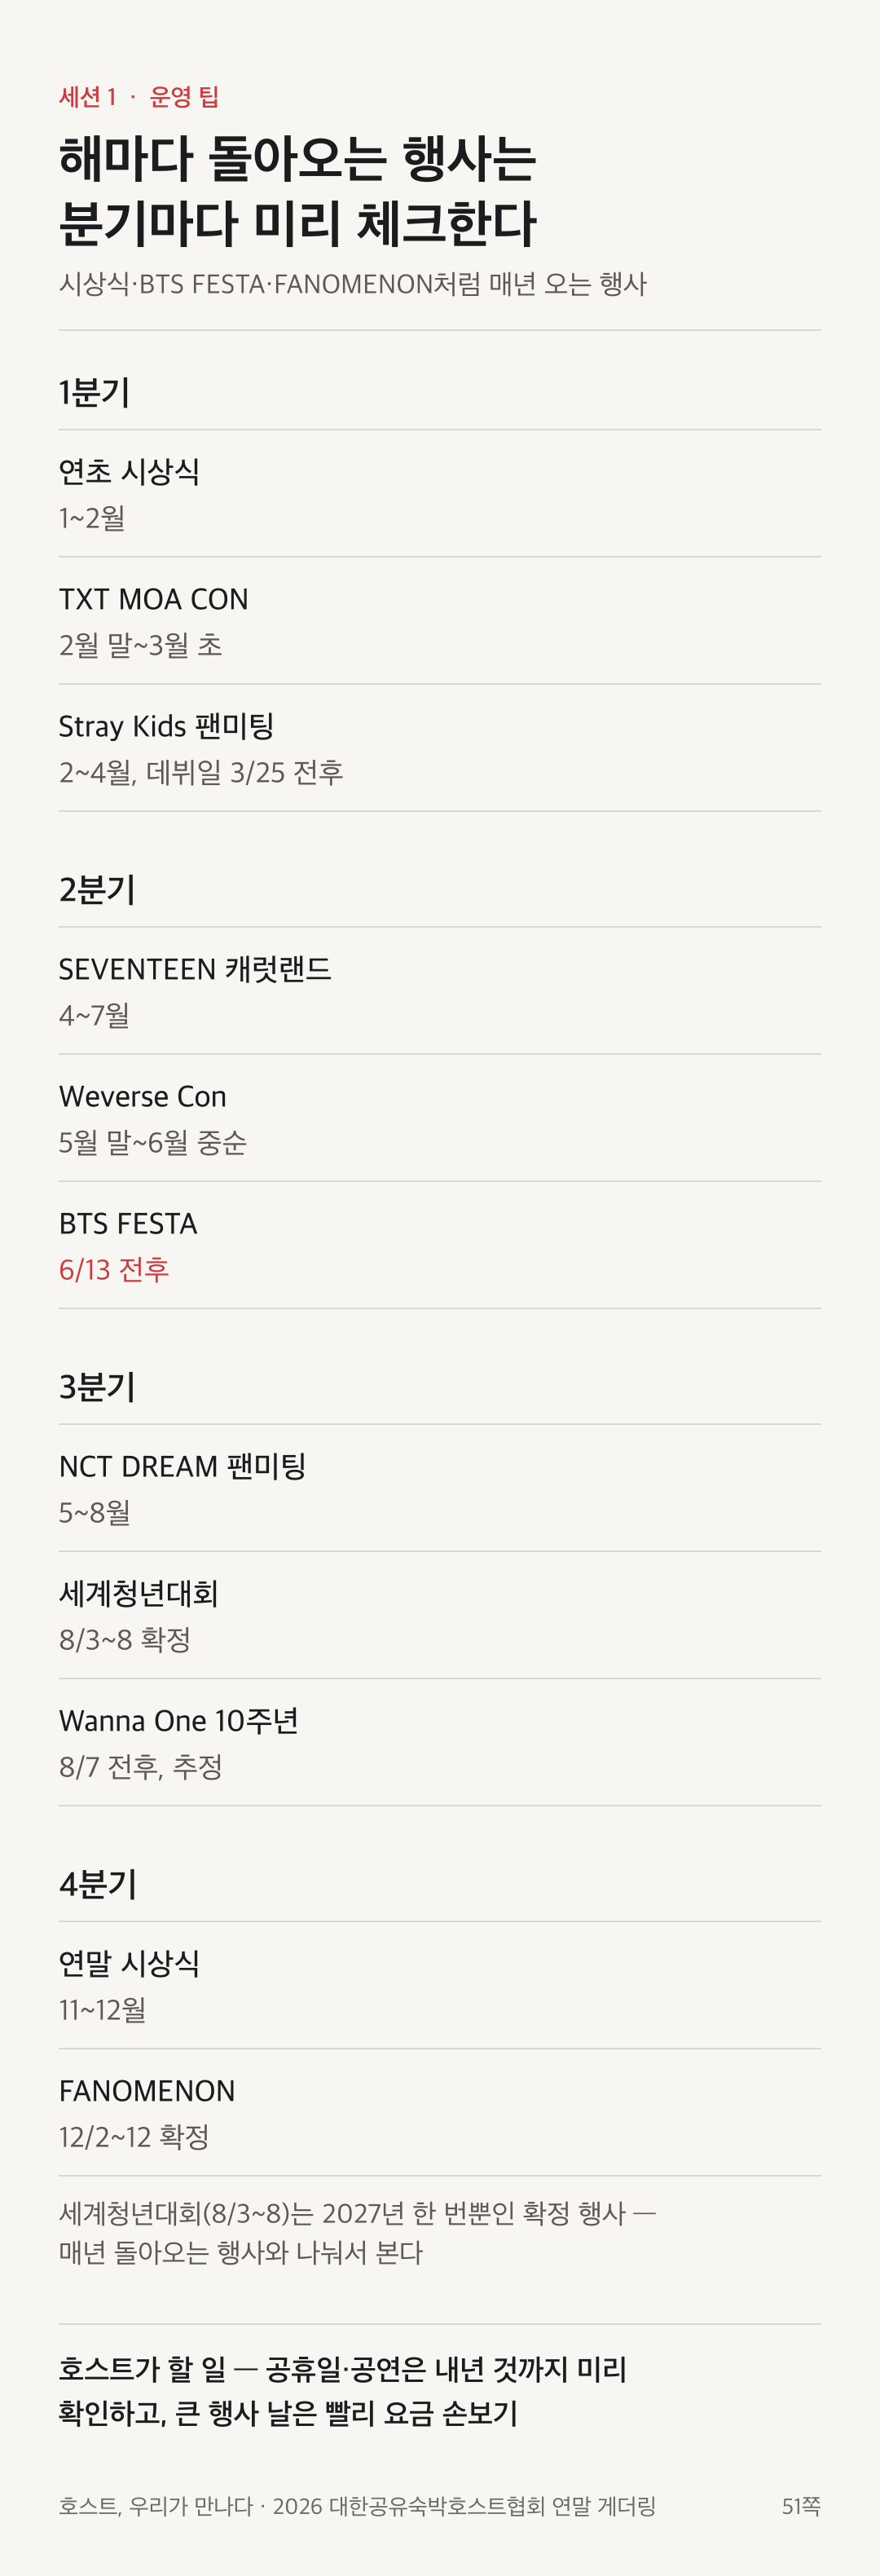 세션 1 · 운영 팁
해마다 돌아오는 행사는
분기마다 미리 체크한다
시상식·BTS FESTA·FANOMENON처럼 매년 오는 행사
1분기
연초 시상식
1~2월
TXT MOA CON
2월 말~3월 초
Stray Kids 팬미팅
2~4월, 데뷔일 3/25 전후
2분기
SEVENTEEN 캐럿랜드
4~7월
Weverse Con
5월 말~6월 중순
BTS FESTA
6/13 전후
3분기
NCT DREAM 팬미팅
5~8월
세계청년대회
8/3~8 확정
Wanna One 10주년
8/7 전후, 추정
4분기
연말 시상식
11~12월
FANOMENON
12/2~12 확정
세계청년대회(8/3~8)는 2027년 한 번뿐인 확정 행사 —
매년 돌아오는 행사와 나눠서 본다
호스트가 할 일 — 공휴일·공연은 내년 것까지 미리
확인하고, 큰 행사 날은 빨리 요금 손보기
호스트, 우리가 만나다 · 2026 대한공유숙박호스트협회 연말 게더링 51쪽